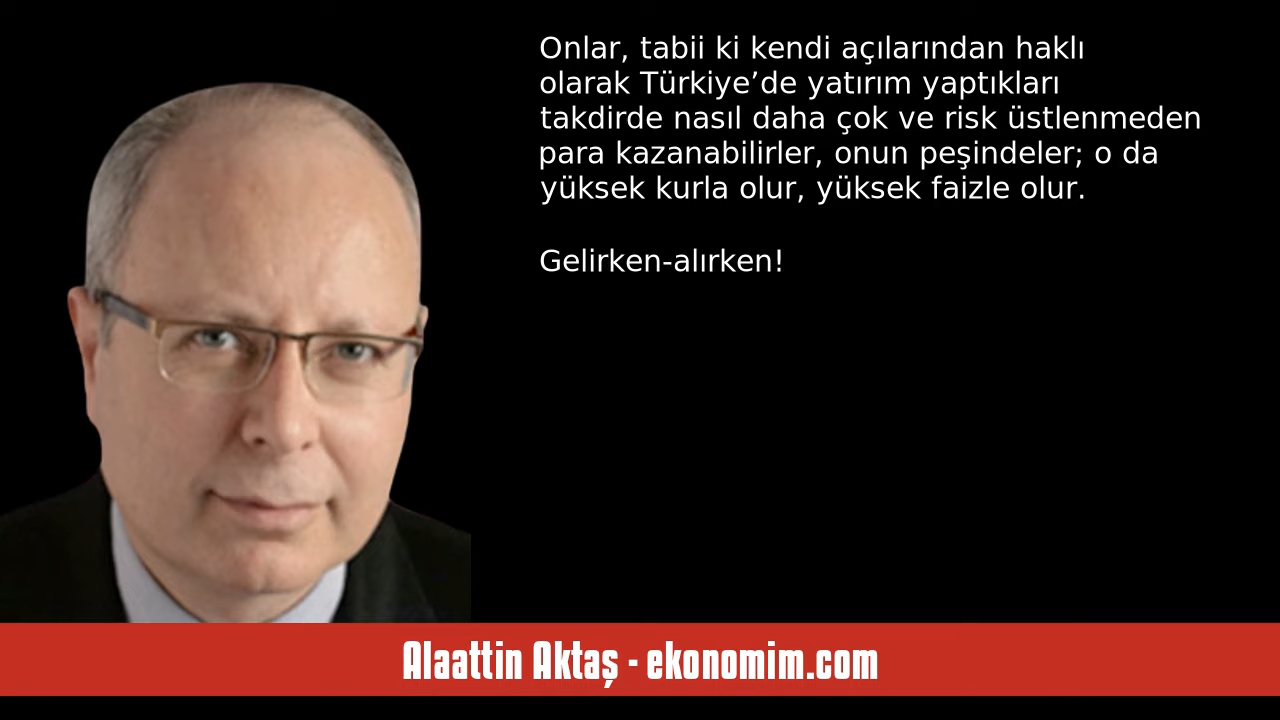 Onlar, tabii ki kendi açılarından haklı
olarak Türkiye’de yatırım yaptıkları
takdirde nasıl daha çok ve risk üstlenmeden
para kazanabilirler, onun peşindeler; o da
yüksek kurla olur, yüksek faizle olur.
Gelirken-alırken!
Alaattin Aktaş - ekonomim.com